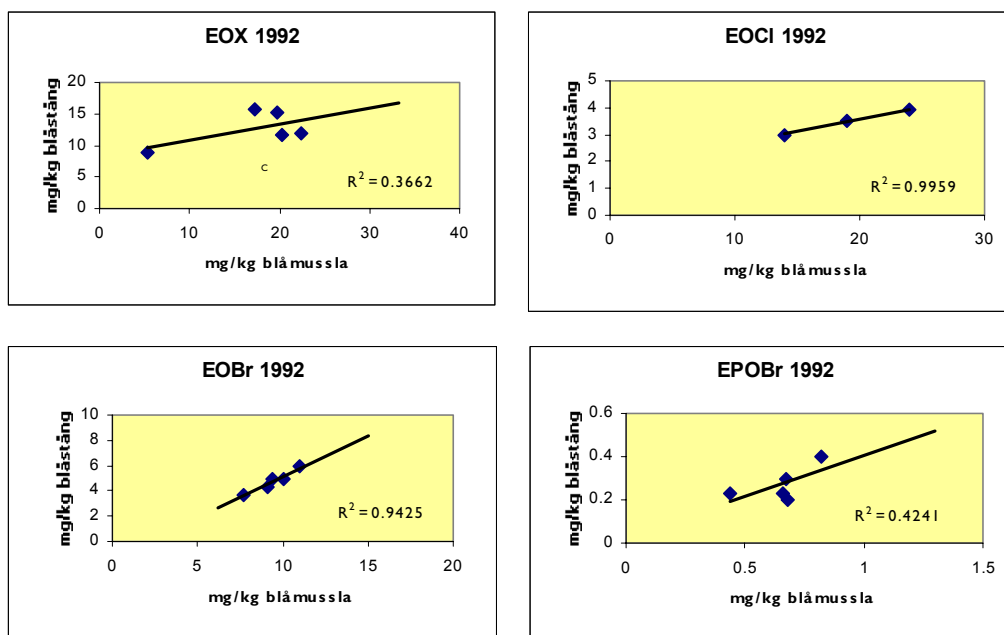 EOX 1992
mg/kg blåstång
20
15
10
5
0
C
R² = 0.3662
0 10 20 30 40
mg/kg blåmussla
EOCl 1992
mg/kg blåstång
5
4
3
2
1
0
R² = 0.9959
0 10 20 30
mg/kg blåmussla
EOBr 1992
mg/kg blåstång
10
8
6
4
2
0
R² = 0.9425
0 5 10 15 20
mg/kg blåmussla
EPOBr 1992
mg/kg blåstång
0.6
0.4
0.2
0
R² = 0.4241
0 0.5 1 1.5
mg/kg blåmussla